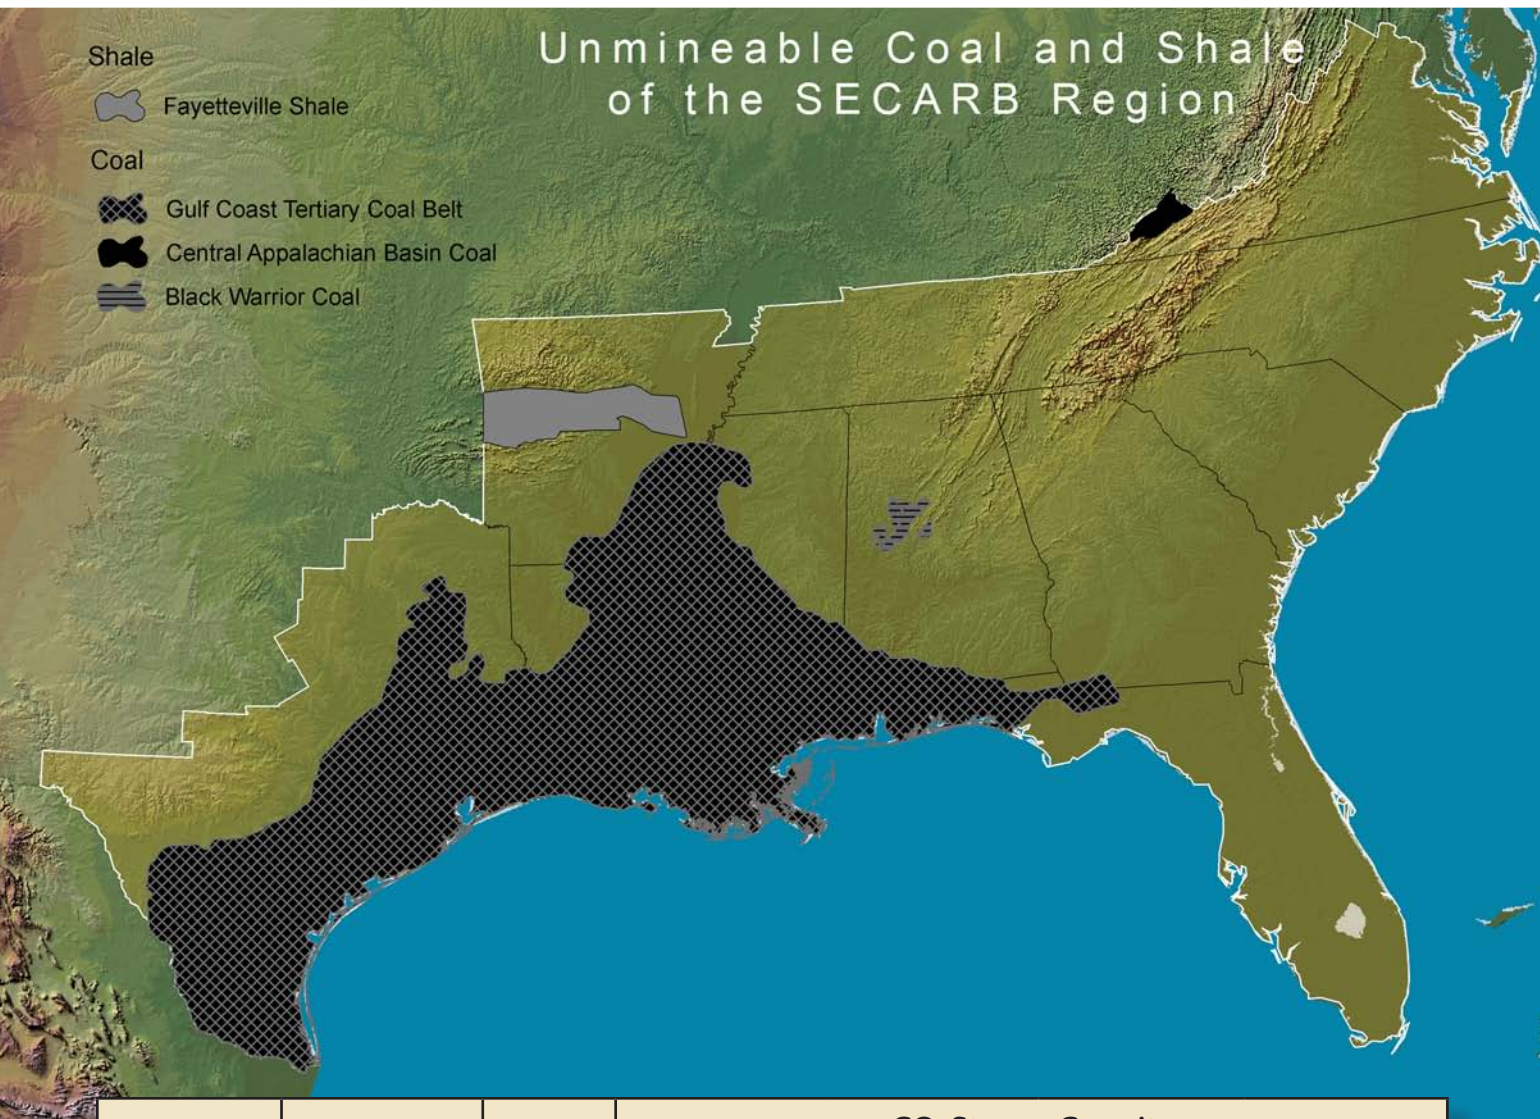 Unmineable Coal and Shale
of the SECARB Region
Shale
Fayetteville Shale
Coal
Gulf Coast Tertiary Coal Belt
Central Appalachian Basin Coal
Black Warrior Coal